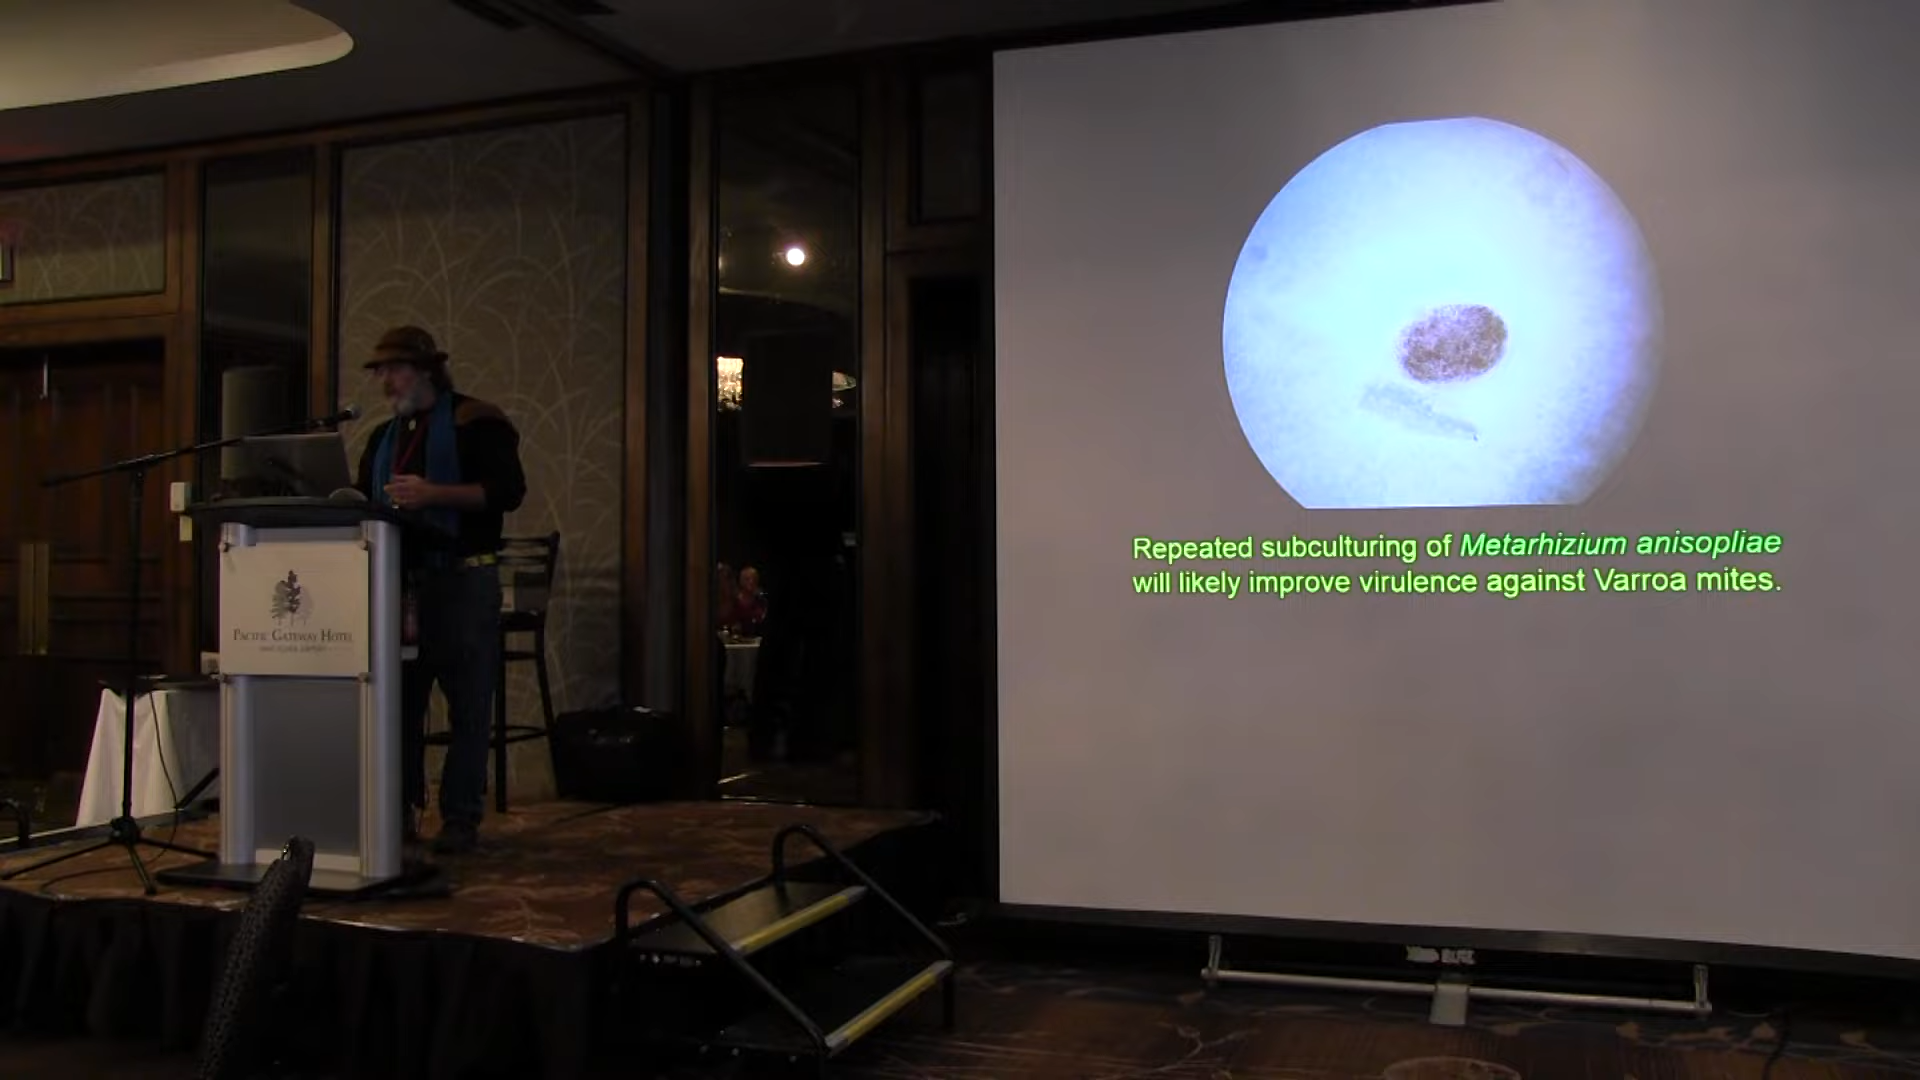 Repeated subculturing of Metarhizium anisopliae
will likely improve virulence against Varroa mites.
PACIFIC GATEWAY HOTEL